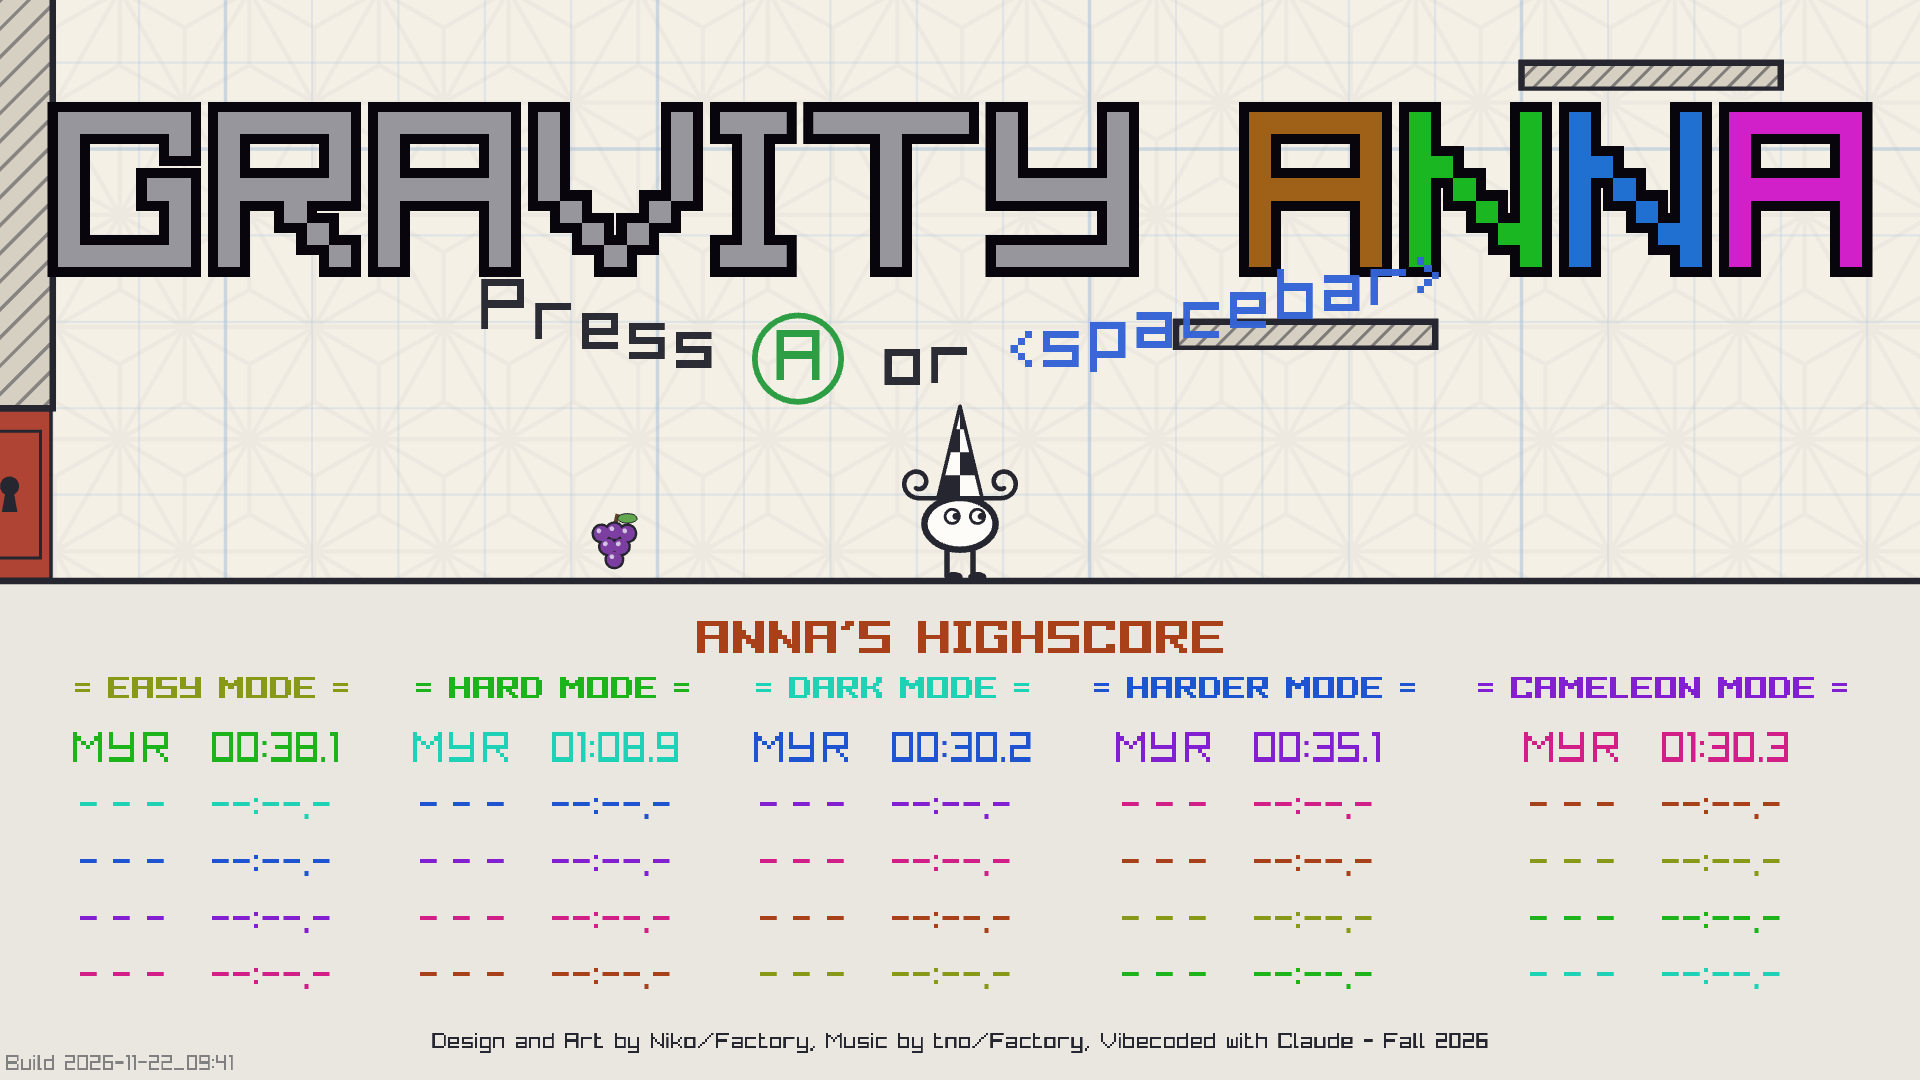 GRAVITY ANNA
Press A or <spacebar>
ANNA'S HIGHSCORE
= EASY MODE = = HARD MODE = = DARK MODE = = HARDER MODE = = CAMELEON MODE =
MYR 00:38.1 MYR 01:08.9 MYR 00:30.2 MYR 00:35.1 MYR 01:30.3
- - - --:--.- - - - --:--.- - - - --:--.- - - - --:--.- - - - --:--.-
- - - --:--.- - - - --:--.- - - - --:--.- - - - --:--.- - - - --:--.-
- - - --:--.- - - - --:--.- - - - --:--.- - - - --:--.- - - - --:--.-
- - - --:--.- - - - --:--.- - - - --:--.- - - - --:--.- - - - --:--.-
Design and Art by Niko/Factory, Music by tno/Factory, Vibecoded with Claude - Fall 2026
Build 2026-11-22_09:41